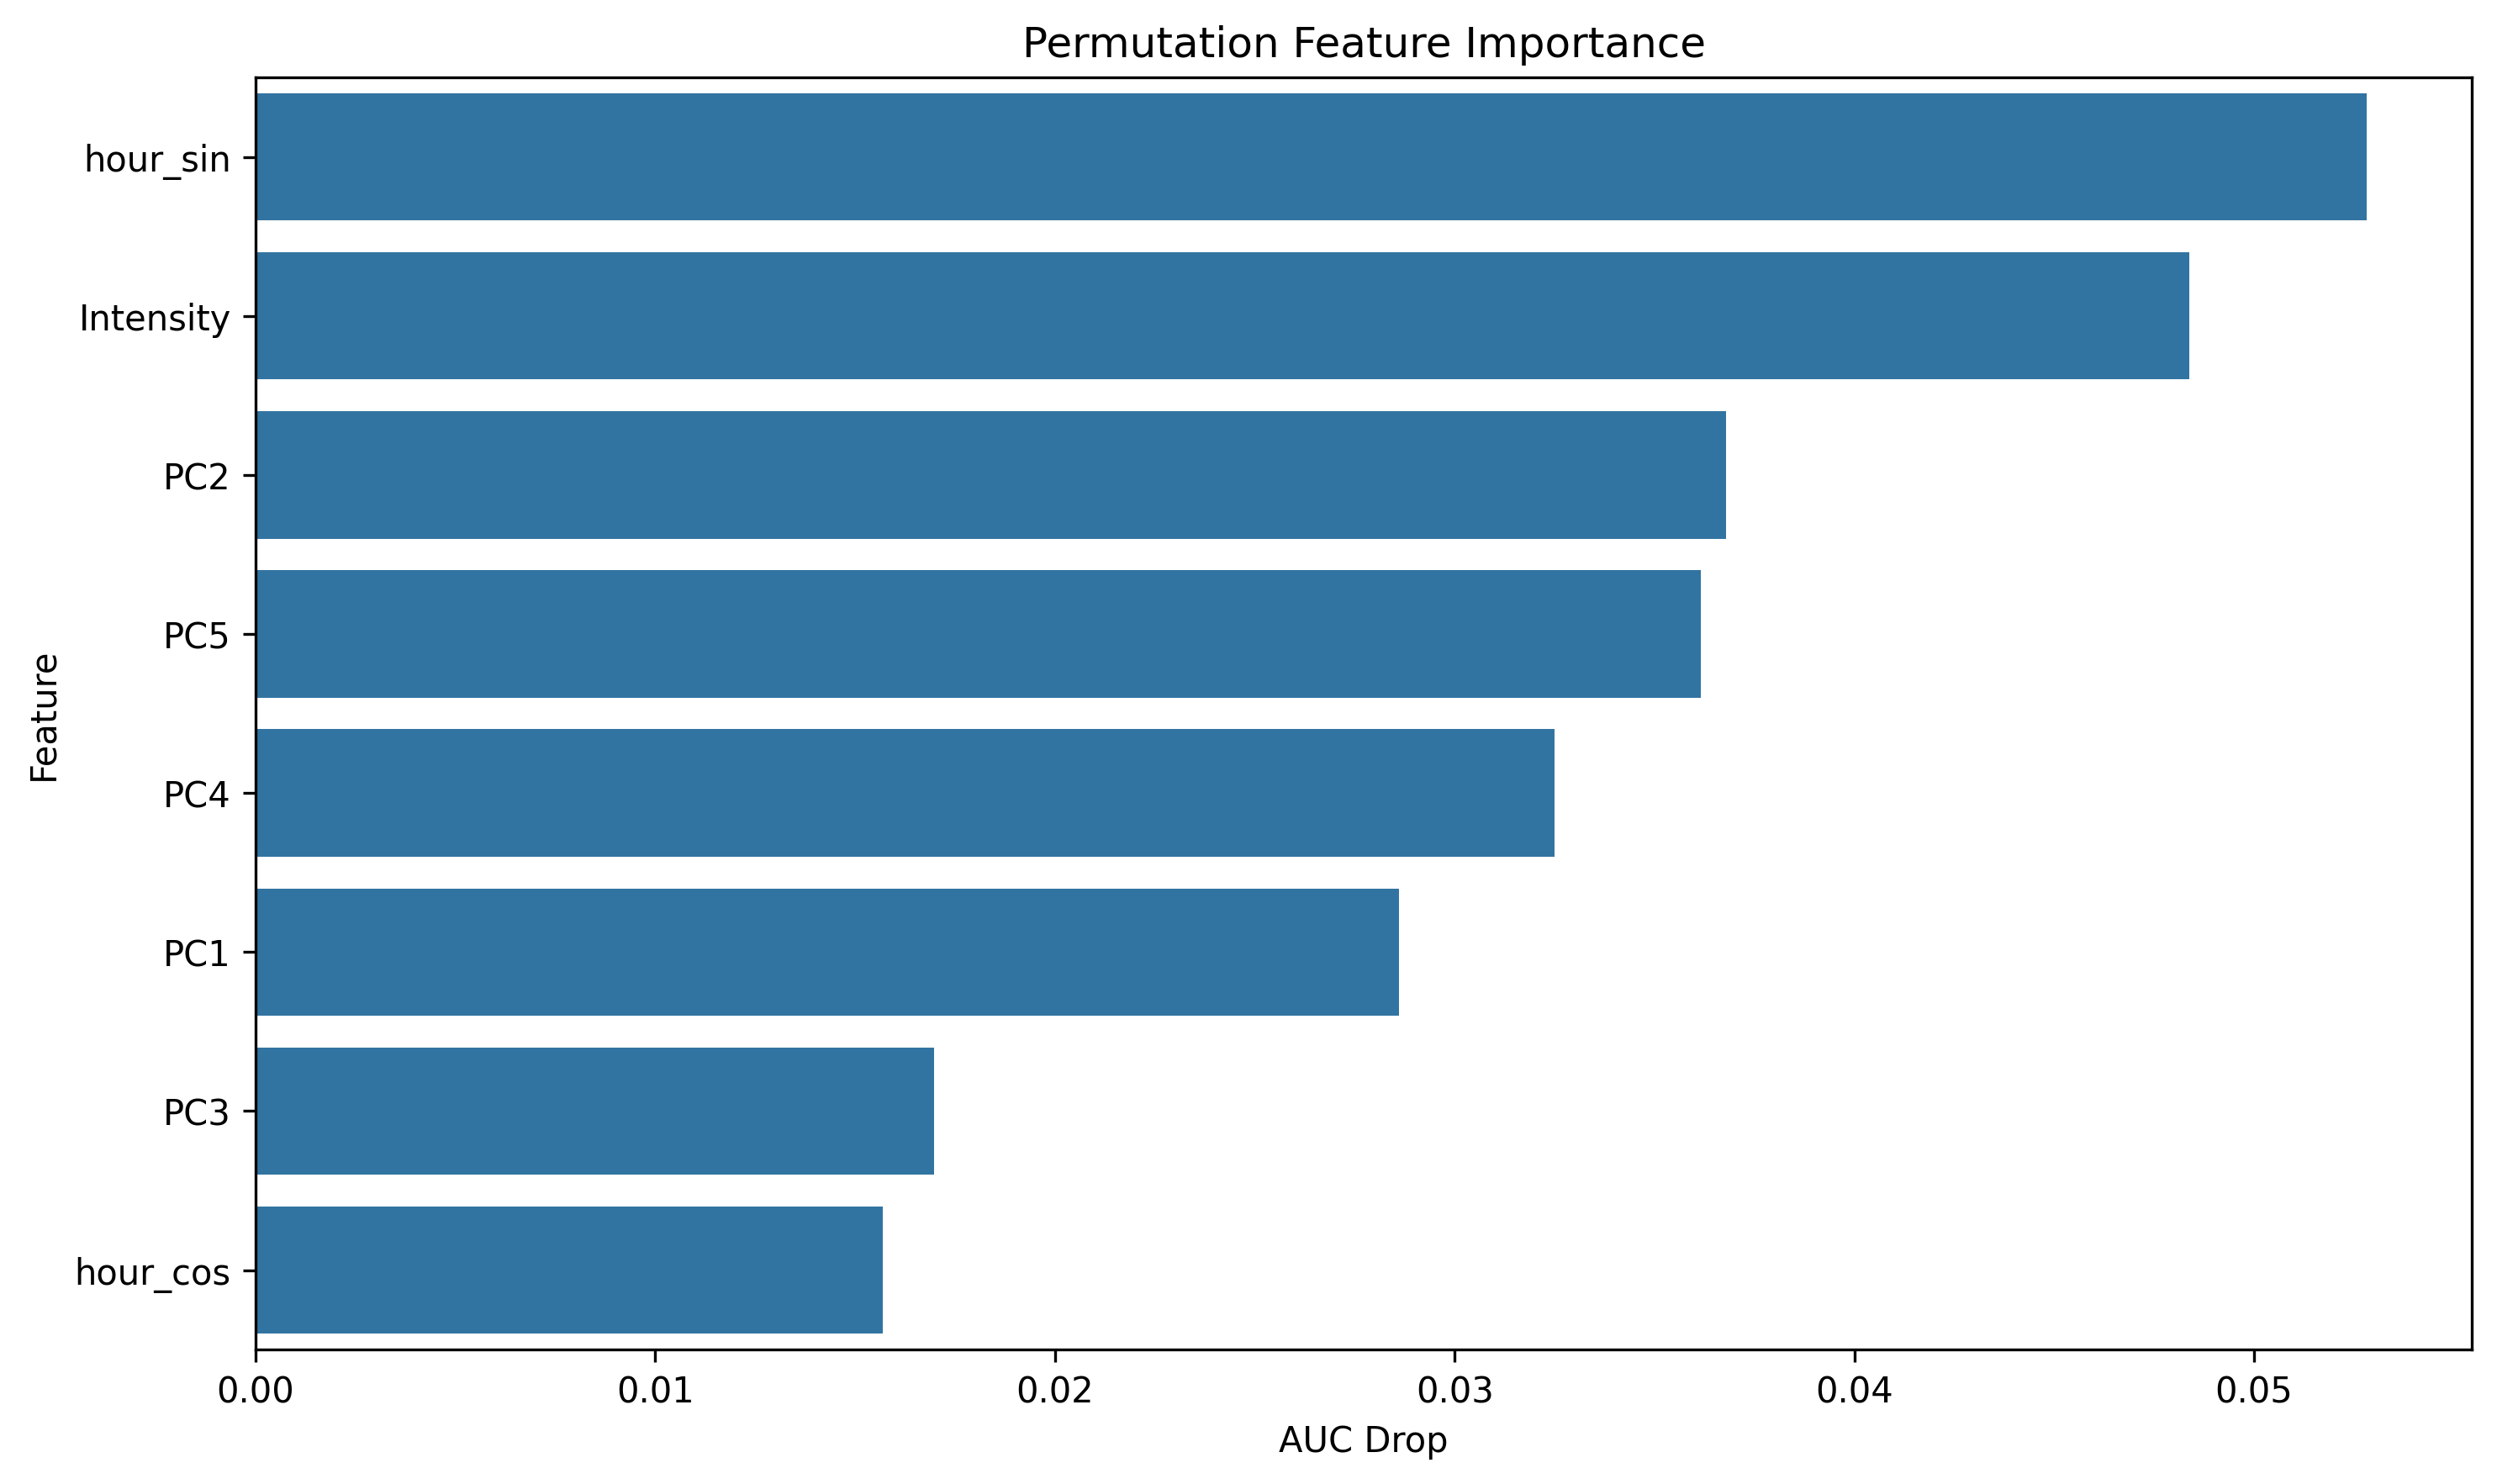 Permutation Feature Importance
hour_sin
Intensity
PC2
PC5
PC4
PC1
PC3
hour_cos
Feature
0.00 0.01 0.02 0.03 0.04 0.05
AUC Drop